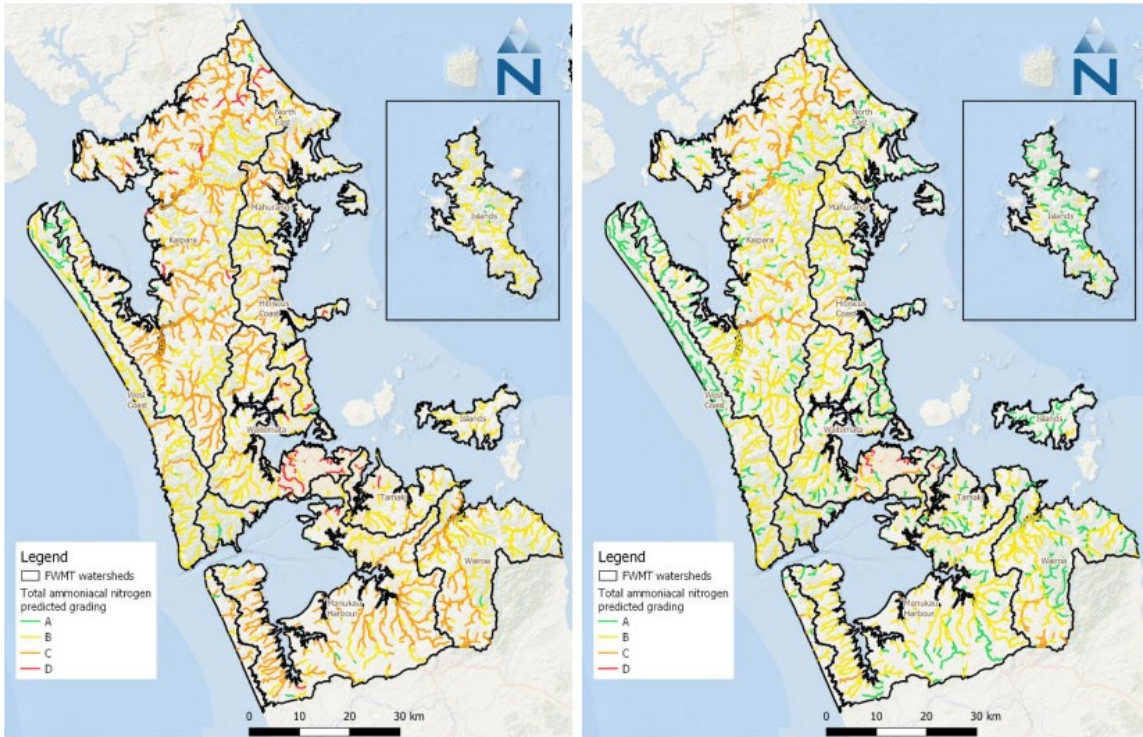 N
North
East
Mahurangi
Islands
Kaipara
Hibiscus
Coast
West
Coast
Islands
Waitemata
Tamaki
Wairoa
Legend
FWMT watersheds
Total ammoniacal nitrogen
predicted grading
A
B
C
D
Manukau
Harbour
0 10 20 30 km
N
North
East
Mahurangi
Islands
Kaipara
Hibiscus
Coast
West
Coast
Islands
Waitemata
Tamaki
Wairoa
Legend
FWMT watersheds
Total ammoniacal nitrogen
predicted grading
A
B
C
D
Manukau
Harbour
0 10 20 30 km